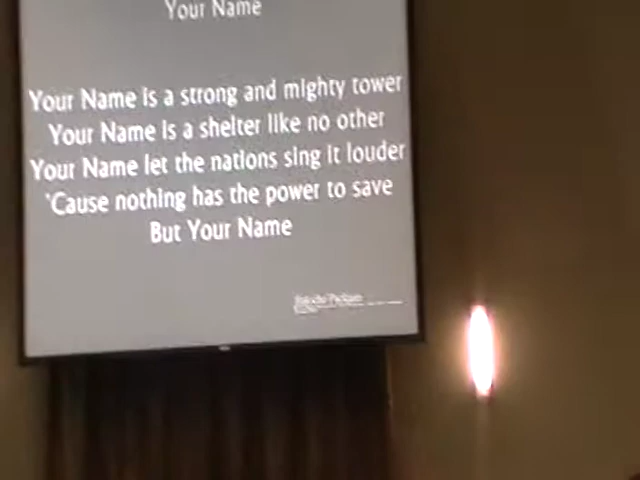 Your Name
Your Name is a strong and mighty tower
Your Name is a shelter like no other
Your Name let the nations sing it louder
'Cause nothing has the power to save
But Your Name